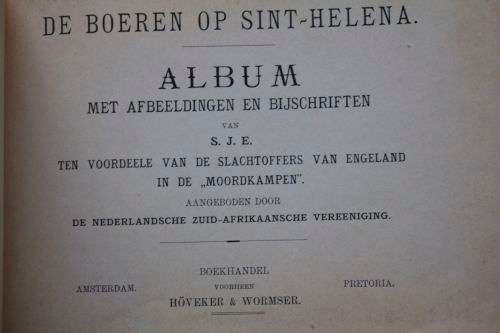 DE BOEREN OP SINT-HELENA.
ALBUM
MET AFBEELDINGEN EN BIJSCHRIFTEN
VAN
S. J. E.
TEN VOORDEELE VAN DE SLACHTOFFERS VAN ENGELAND
IN DE „MOORDKAMPEN".
AANGEBODEN DOOR
DE NEDERLANDSCHE ZUID-AFRIKAANSCHE VEREENIGING.
BOEKHANDEL
AMSTERDAM. VOORHEEN PRETORIA.
HÖVEKER & WORMSER.